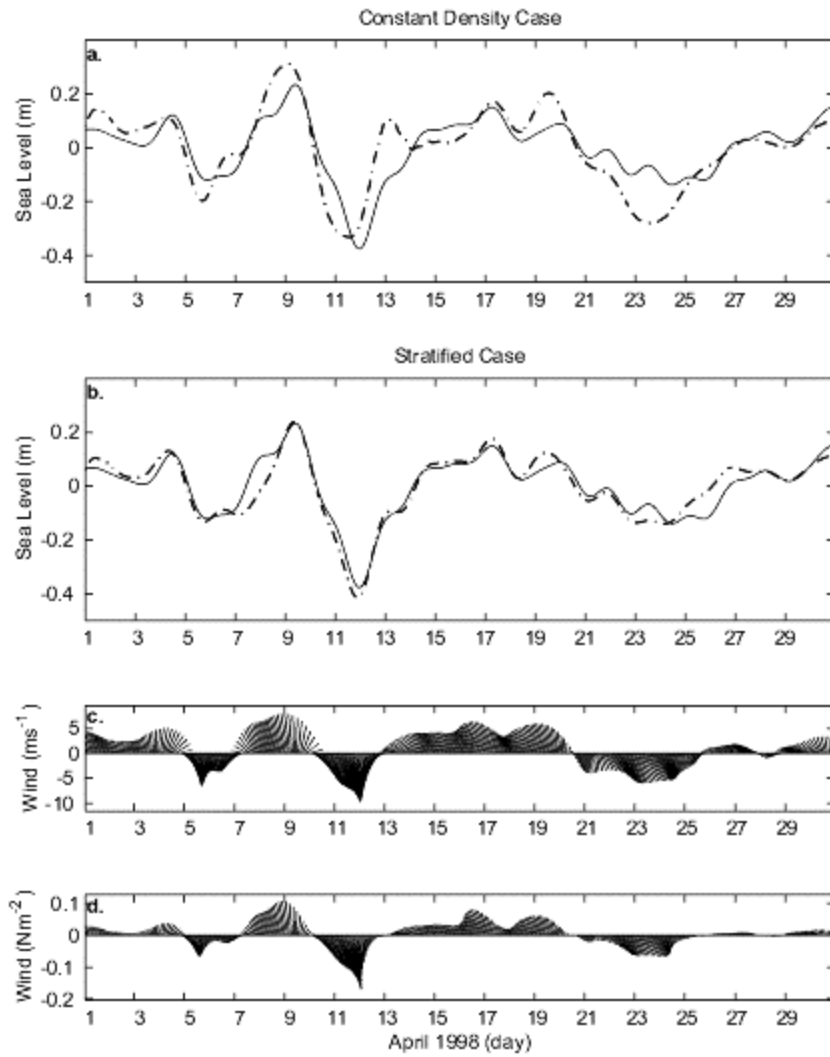 Constant Density Case
a.
Sea Level (m)
0.2
0
-0.2
-0.4
1 3 5 7 9 11 13 15 17 19 21 23 25 27 29
Stratified Case
b.
Sea Level (m)
0.2
0
-0.2
-0.4
1 3 5 7 9 11 13 15 17 19 21 23 25 27 29
c.
Wind (ms⁻¹)
5
0
-5
-10
1 3 5 7 9 11 13 15 17 19 21 23 25 27 29
d.
Wind (Nm⁻²)
0.1
0
-0.1
-0.2
1 3 5 7 9 11 13 15 17 19 21 23 25 27 29
April 1998 (day)